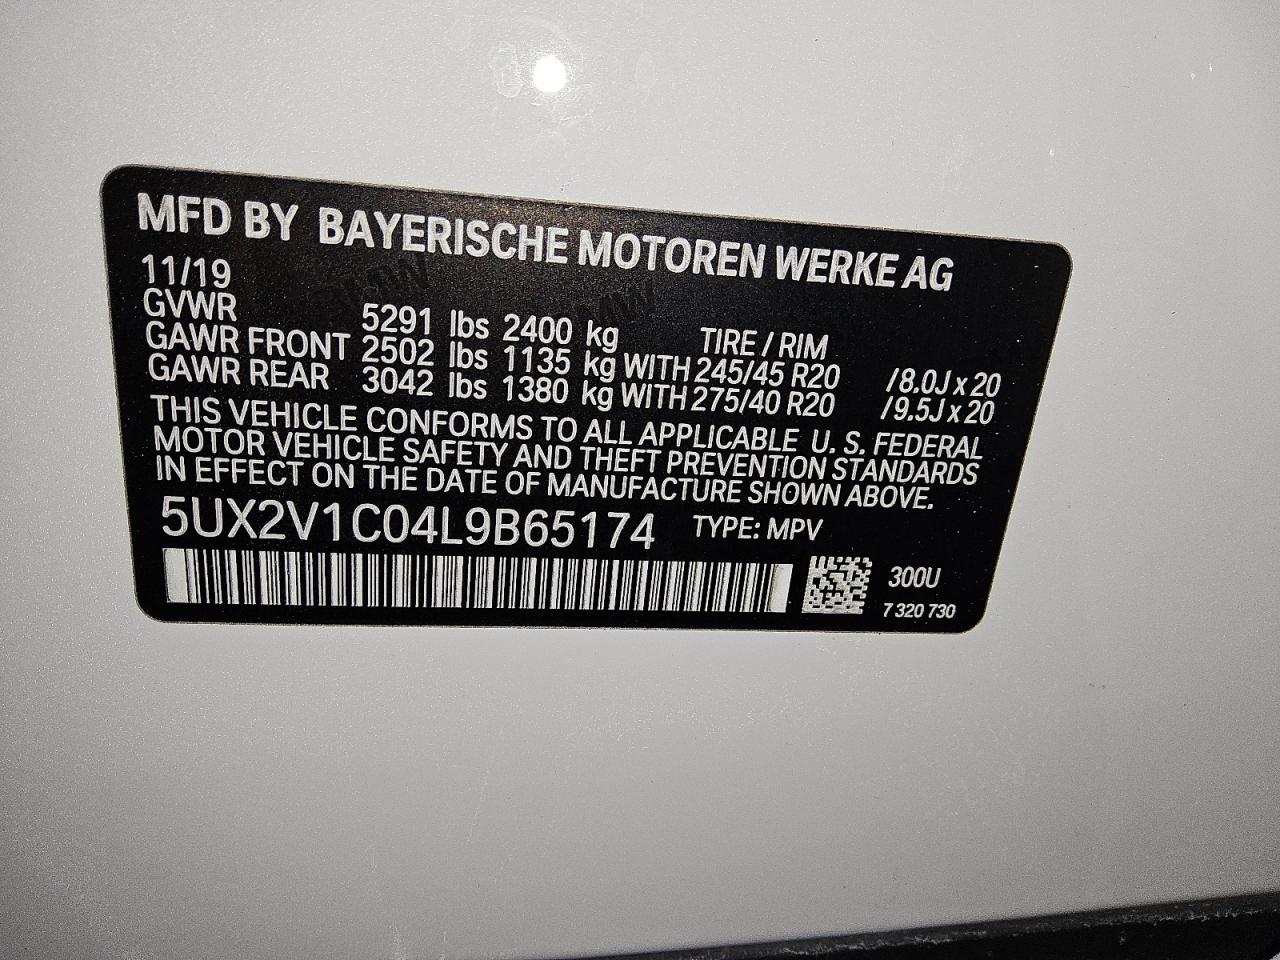 MFD BY BAYERISCHE MOTOREN WERKE AG
11/19
GVWR 5291 lbs 2400 kg TIRE / RIM
GAWR FRONT 2502 lbs 1135 kg WITH 245/45 R20 /8.0J x 20
GAWR REAR 3042 lbs 1380 kg WITH 275/40 R20 /9.5J x 20
THIS VEHICLE CONFORMS TO ALL APPLICABLE U. S. FEDERAL
MOTOR VEHICLE SAFETY AND THEFT PREVENTION STANDARDS
IN EFFECT ON THE DATE OF MANUFACTURE SHOWN ABOVE.
5UX2V1C04L9B65174 TYPE: MPV
300U
7 320 730